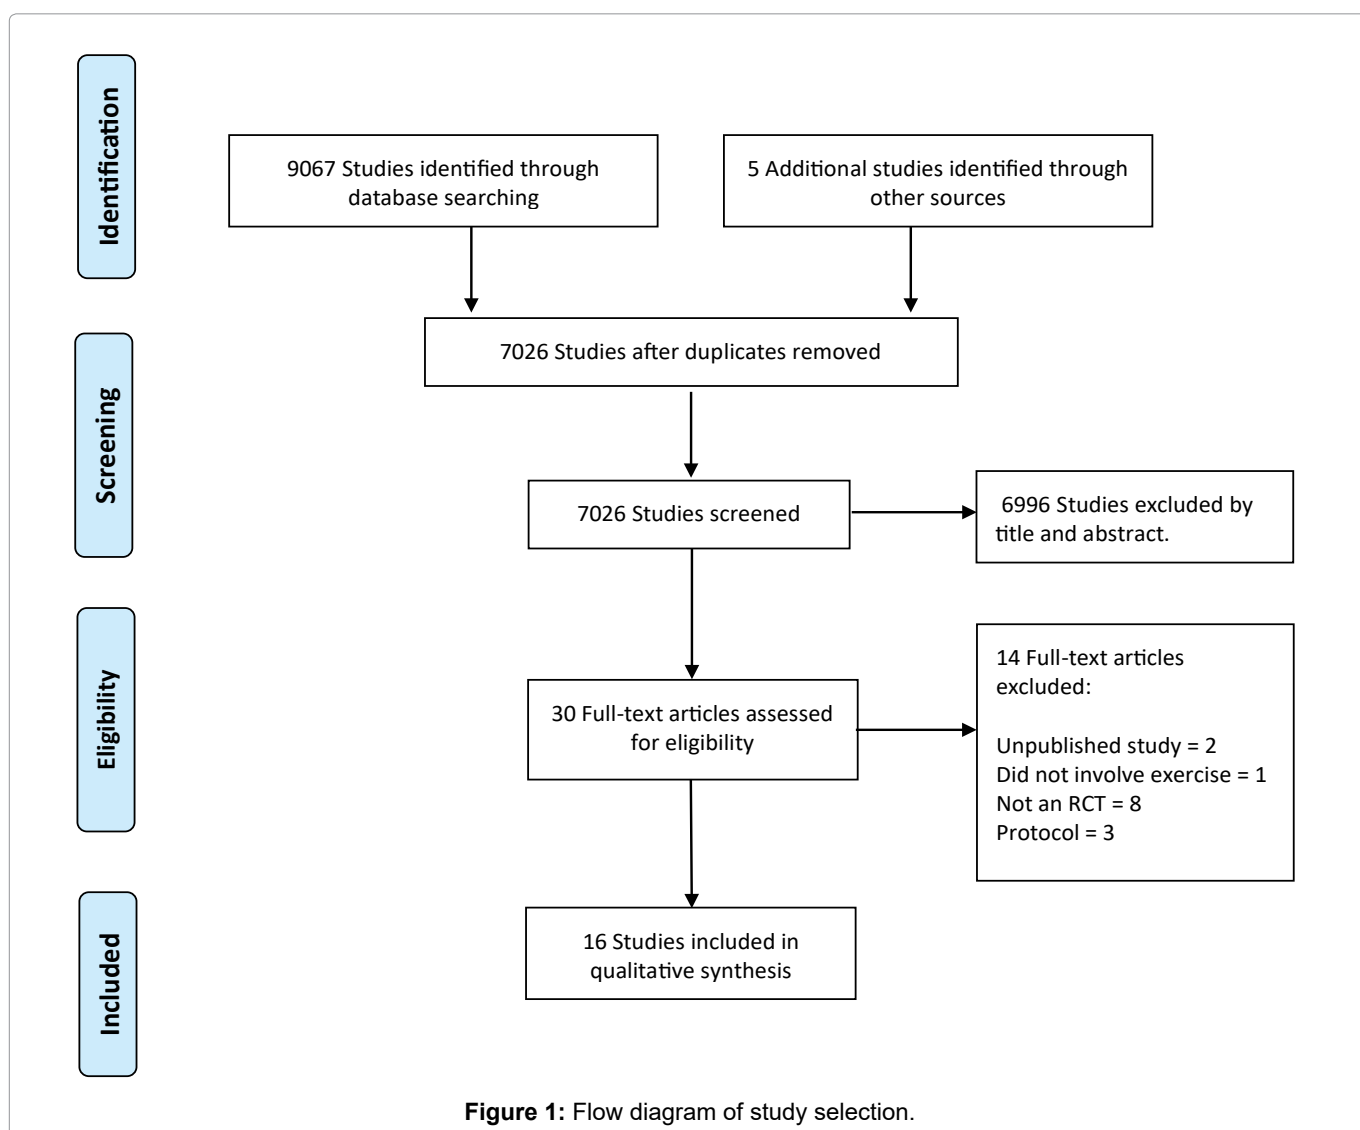 Identification
9067 Studies identified through
database searching
5 Additional studies identified through
other sources
7026 Studies after duplicates removed
Screening
7026 Studies screened
6996 Studies excluded by
title and abstract.
Eligibility
30 Full-text articles assessed
for eligibility
14 Full-text articles
excluded:
Unpublished study = 2
Did not involve exercise = 1
Not an RCT = 8
Protocol = 3
Included
16 Studies included in
qualitative synthesis
Figure 1: Flow diagram of study selection.